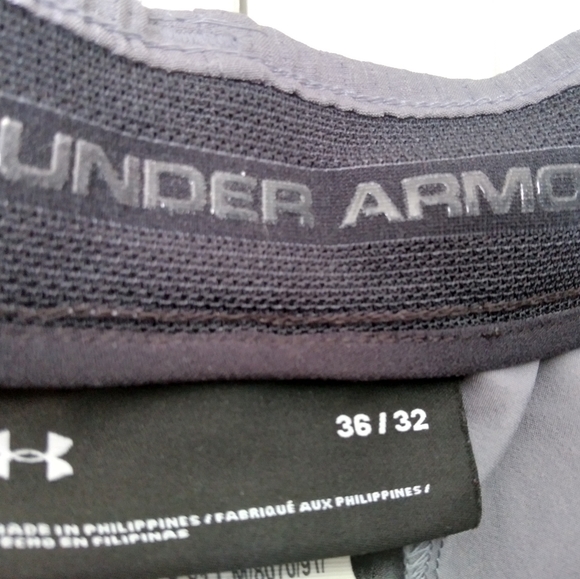 UNDER ARMO
36 / 32
MADE IN PHILIPPINES / FABRIQUÉ AUX PHILIPPINES /
HECHO EN FILIPINAS